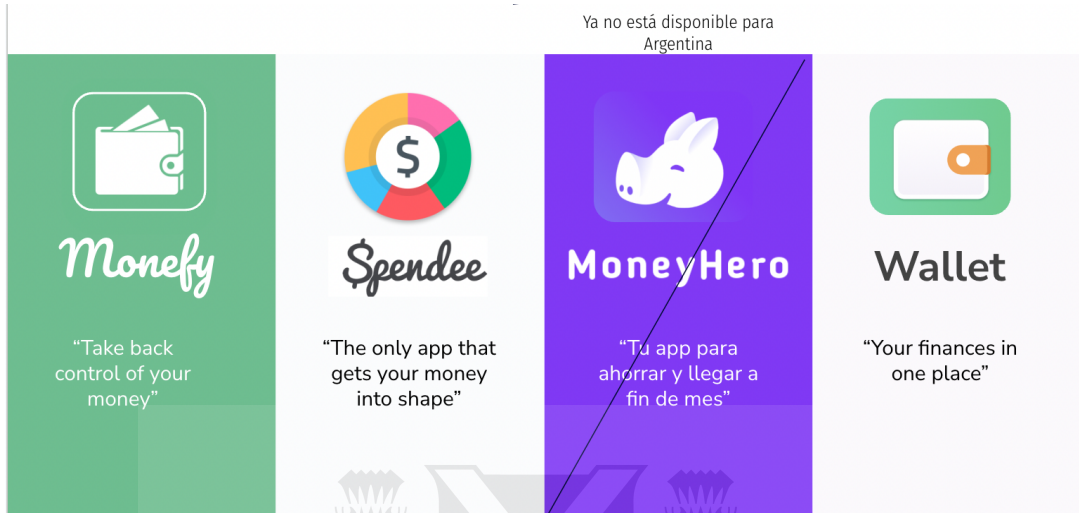 Ya no está disponible para
Argentina
Monefy
“Take back
control of your
money”
$
Spendee
“The only app that
gets your money
into shape”
MoneyHero
“Tu app para
ahorrar y llegar a
fin de mes”
Wallet
“Your finances in
one place”